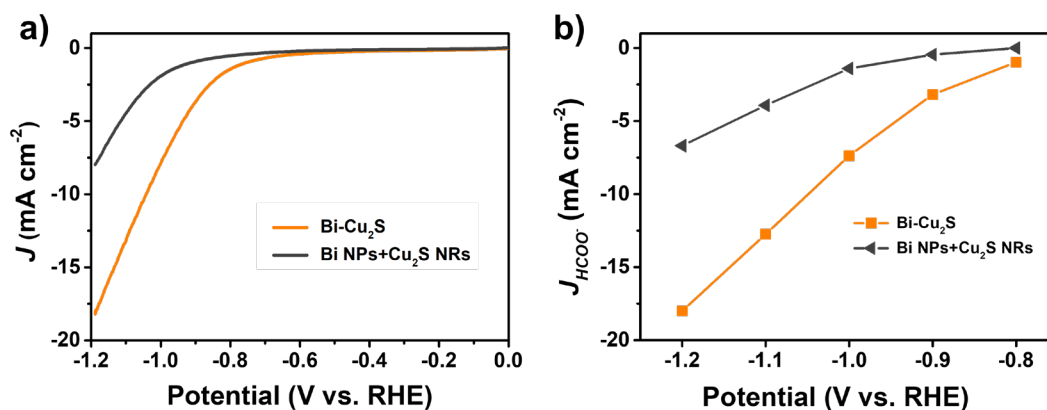 a)
J (mA cm-2)
0
-5
-10
-15
-20
Bi-Cu2S
Bi NPs+Cu2S NRs
-1.2 -1.0 -0.8 -0.6 -0.4 -0.2 0.0
Potential (V vs. RHE)
b)
JHCOO- (mA cm-2)
0
-5
-10
-15
-20
Bi-Cu2S
Bi NPs+Cu2S NRs
-1.2 -1.1 -1.0 -0.9 -0.8
Potential (V vs. RHE)